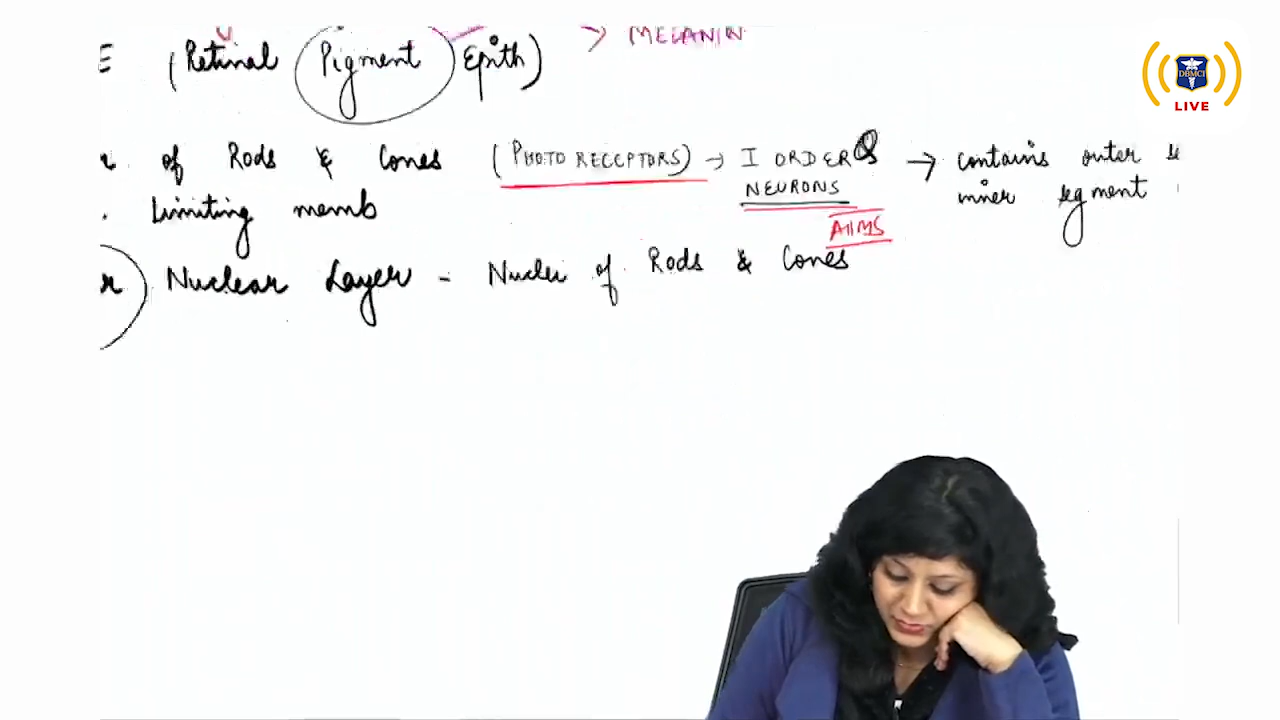 E (Retinal Pigment Epith) > MELANIN
of Rods & Cones (PHOTO RECEPTORS) → I ORDER NEURONS → contains outer & inner segment
. Limiting memb
AIIMS
r Nuclear Layer - Nuclei of Rods & Cones
DBMCI
LIVE